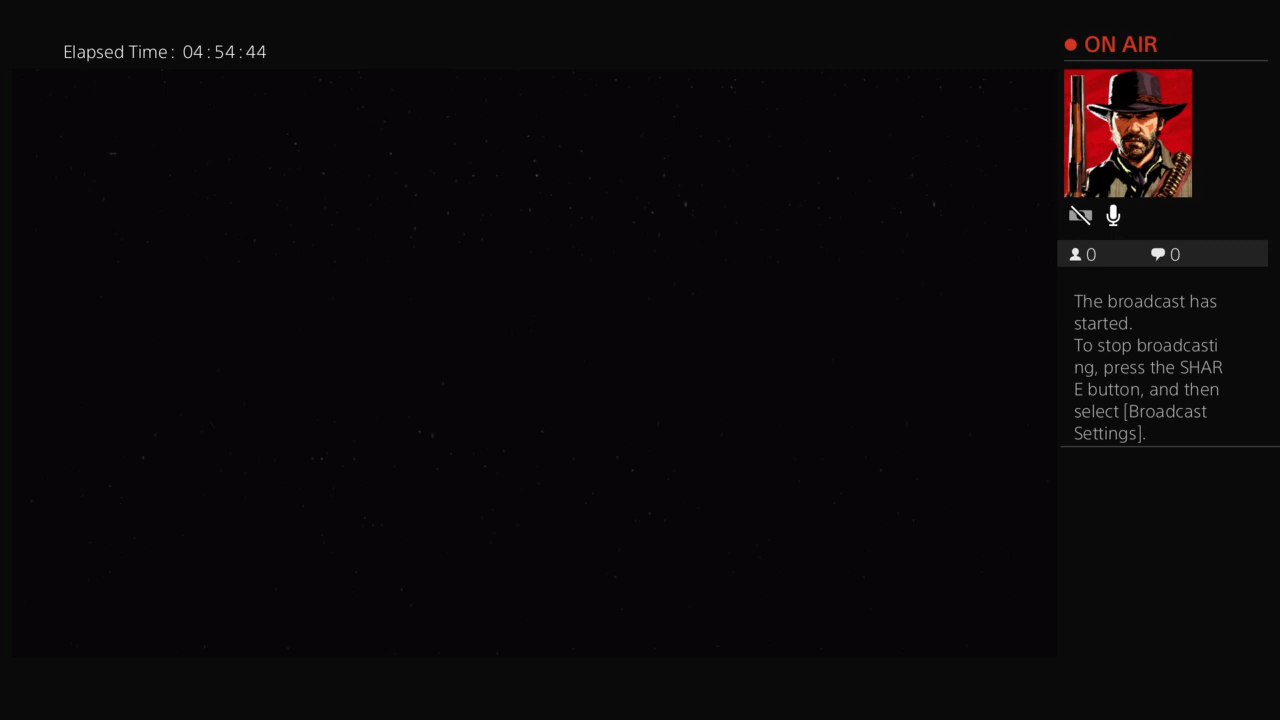 Elapsed Time: 04:54:44
ON AIR
0 0
The broadcast has
started.
To stop broadcasti
ng, press the SHAR
E button, and then
select [Broadcast
Settings].